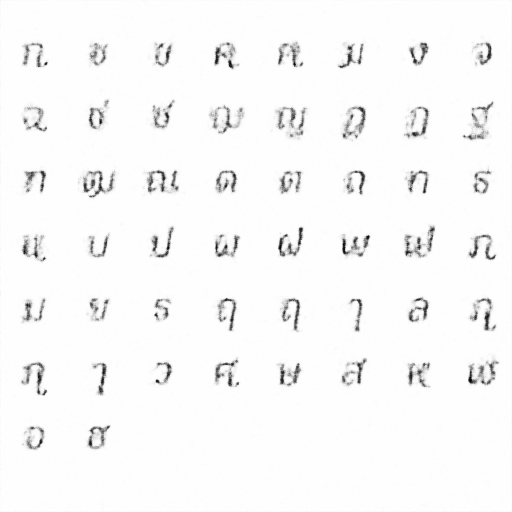 ก ข ฃ ค ฅ ฆ ง จ
ฉ ช ซ ฌ ญ ฎ ฏ ฐ
ฑ ฒ ณ ด ต ถ ท ธ
น บ ป ผ ฝ พ ฟ ภ
ม ย ร ฤ ฤ ๅ ล ฦ
ฦ ๅ ว ศ ษ ส ห ฬ
อ ฮ